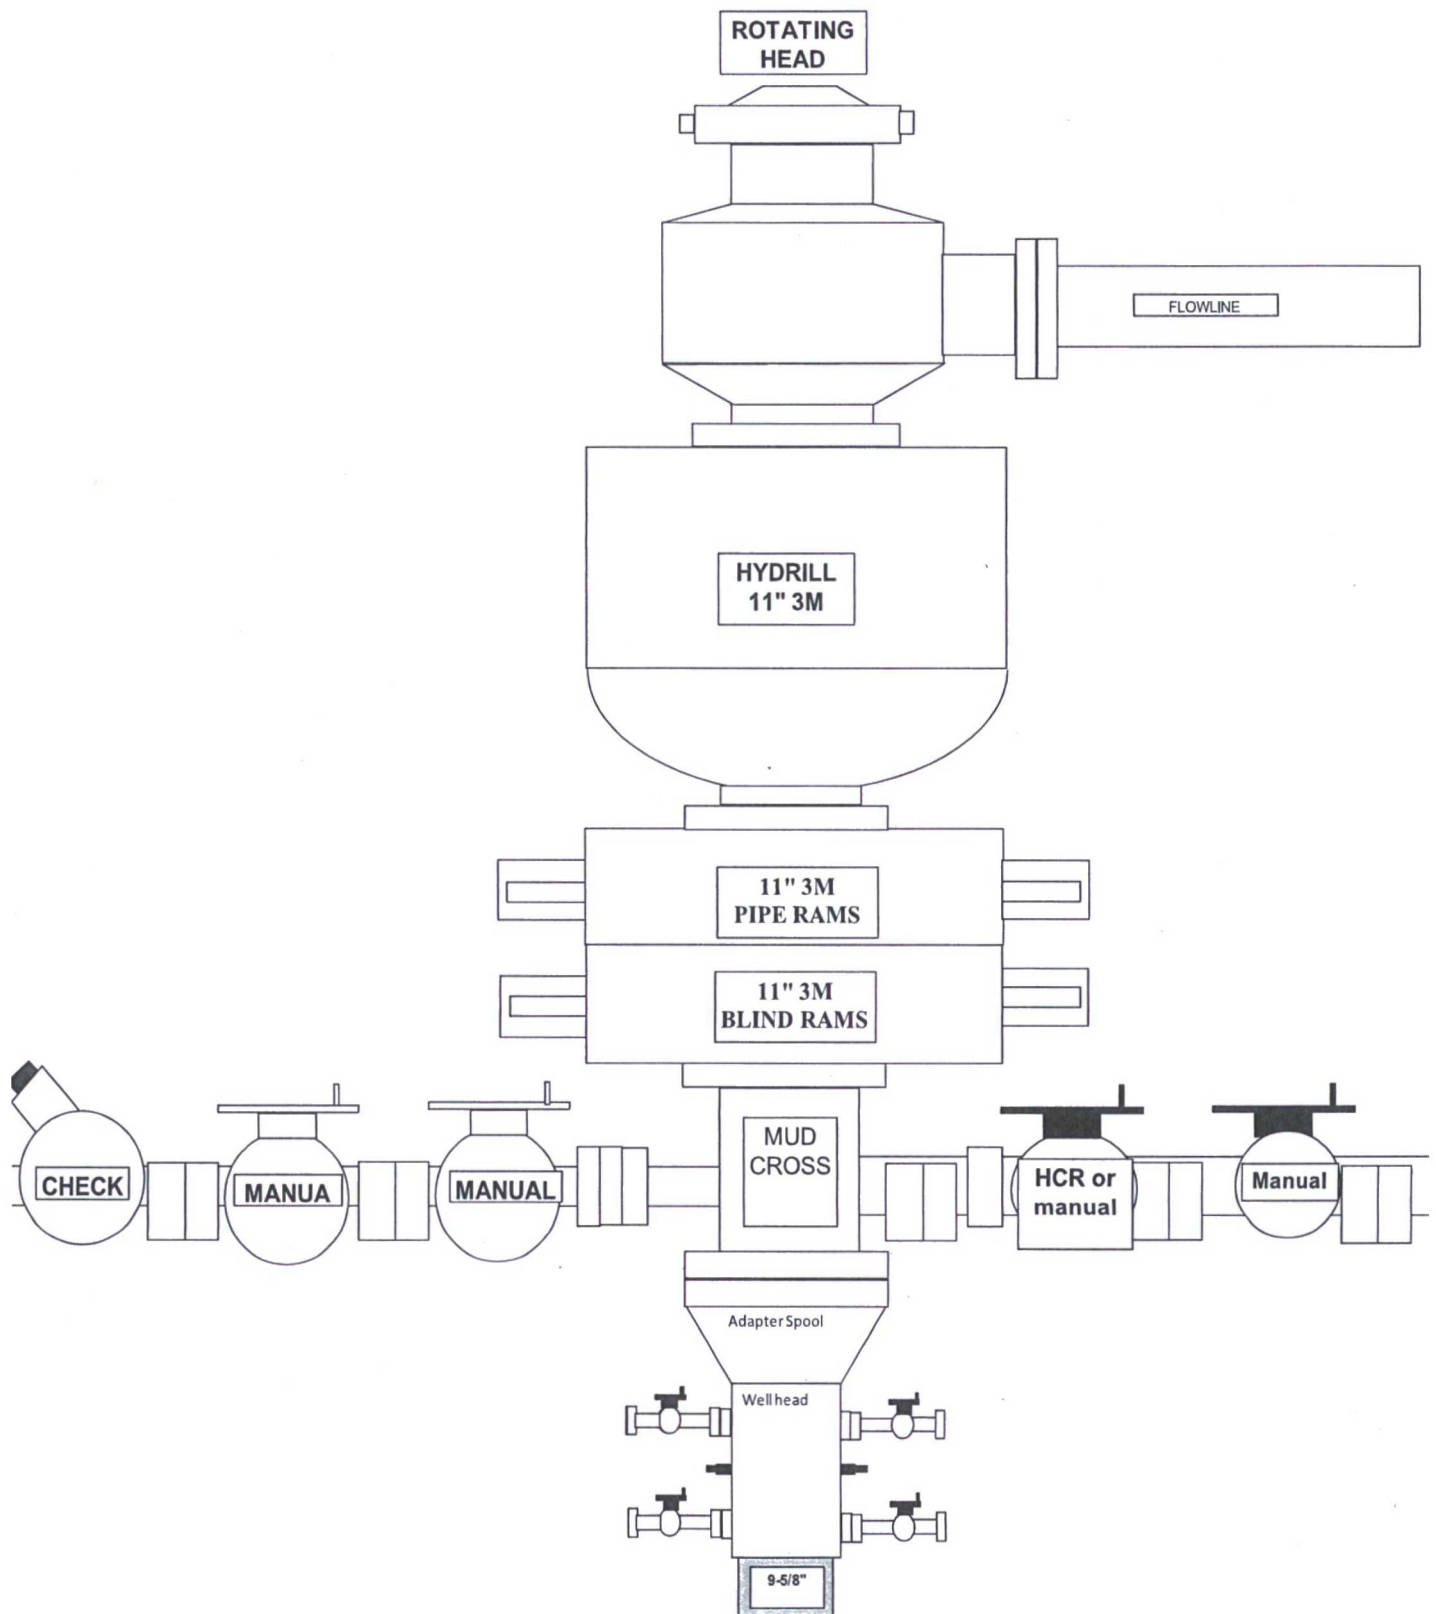 ROTATING
HEAD
FLOWLINE
HYDRILL
11" 3M
11" 3M
PIPE RAMS
11" 3M
BLIND RAMS
CHECK
MANUA
MANUAL
MUD
CROSS
HCR or
manual
Manual
Adapter Spool
Wellhead
9-5/8"